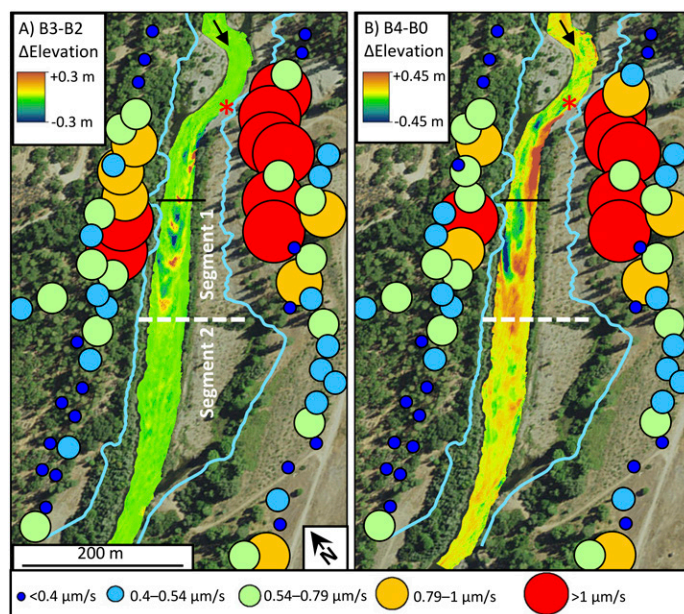 A) B3-B2
ΔElevation
+0.3 m
-0.3 m
B) B4-B0
ΔElevation
+0.45 m
-0.45 m
*
*
Segment 1
Segment 2
200 m
N
<0.4 µm/s
0.4–0.54 µm/s
0.54–0.79 µm/s
0.79–1 µm/s
>1 µm/s